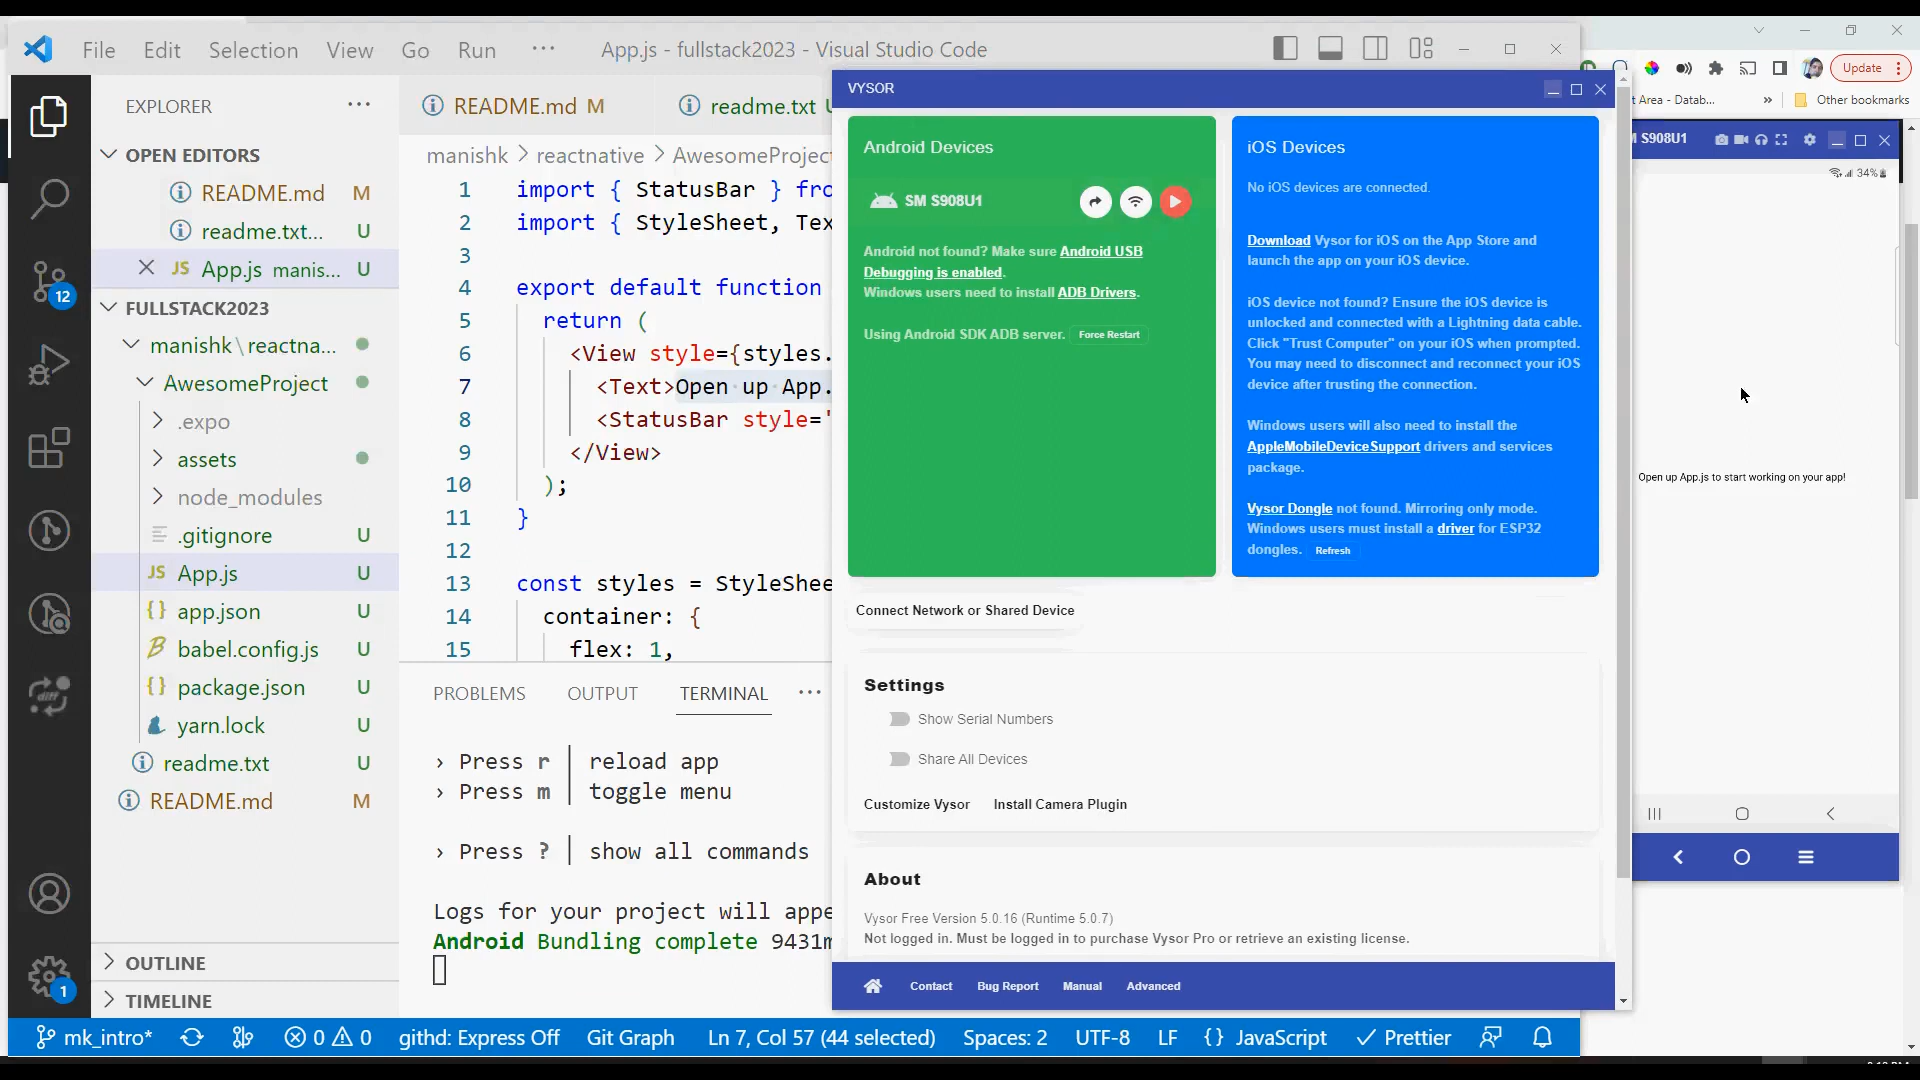 File Edit Selection View Go Run ··· App.js - fullstack2023 - Visual Studio Code
EXPLORER ···
OPEN EDITORS
README.md M
readme.txt... U
JS App.js manis... U
FULLSTACK2023
manishk\reactna...
AwesomeProject
.expo
assets
node_modules
.gitignore U
JS App.js U
{} app.json U
babel.config.js U
{} package.json U
yarn.lock U
readme.txt U
README.md M
OUTLINE
TIMELINE
12
1
README.md M readme.txt U
manishk > reactnative > AwesomeProject
1 import { StatusBar } fro
2 import { StyleSheet, Tex
3
4 export default function
5 return (
6 <View style={styles.
7 <Text>Open up App.
8 <StatusBar style='
9 </View>
10 );
11 }
12
13 const styles = StyleShee
14 container: {
15 flex: 1,
PROBLEMS OUTPUT TERMINAL ···
› Press r │ reload app
› Press m │ toggle menu
› Press ? │ show all commands
Logs for your project will appe
Android Bundling complete 9431m
VYSOR
Android Devices
SM S908U1
Android not found? Make sure Android USB
Debugging is enabled.
Windows users need to install ADB Drivers.
Using Android SDK ADB server. Force Restart
iOS Devices
No iOS devices are connected.
Download Vysor for iOS on the App Store and
launch the app on your iOS device.
iOS device not found? Ensure the iOS device is
unlocked and connected with a Lightning data cable.
Click "Trust Computer" on your iOS when prompted.
You may need to disconnect and reconnect your iOS
device after trusting the connection.
Windows users will also need to install the
AppleMobileDeviceSupport drivers and services
package.
Vysor Dongle not found. Mirroring only mode.
Windows users must install a driver for ESP32
dongles. Refresh
Connect Network or Shared Device
Settings
Show Serial Numbers
Share All Devices
Customize Vysor Install Camera Plugin
About
Vysor Free Version 5.0.16 (Runtime 5.0.7)
Not logged in. Must be logged in to purchase Vysor Pro or retrieve an existing license.
Contact Bug Report Manual Advanced
Update
t Area - Datab... » Other bookmarks
M S908U1
34%
Open up App.js to start working on your app!
mk_intro* 0 0 githd: Express Off Git Graph Ln 7, Col 57 (44 selected) Spaces: 2 UTF-8 LF {} JavaScript Prettier